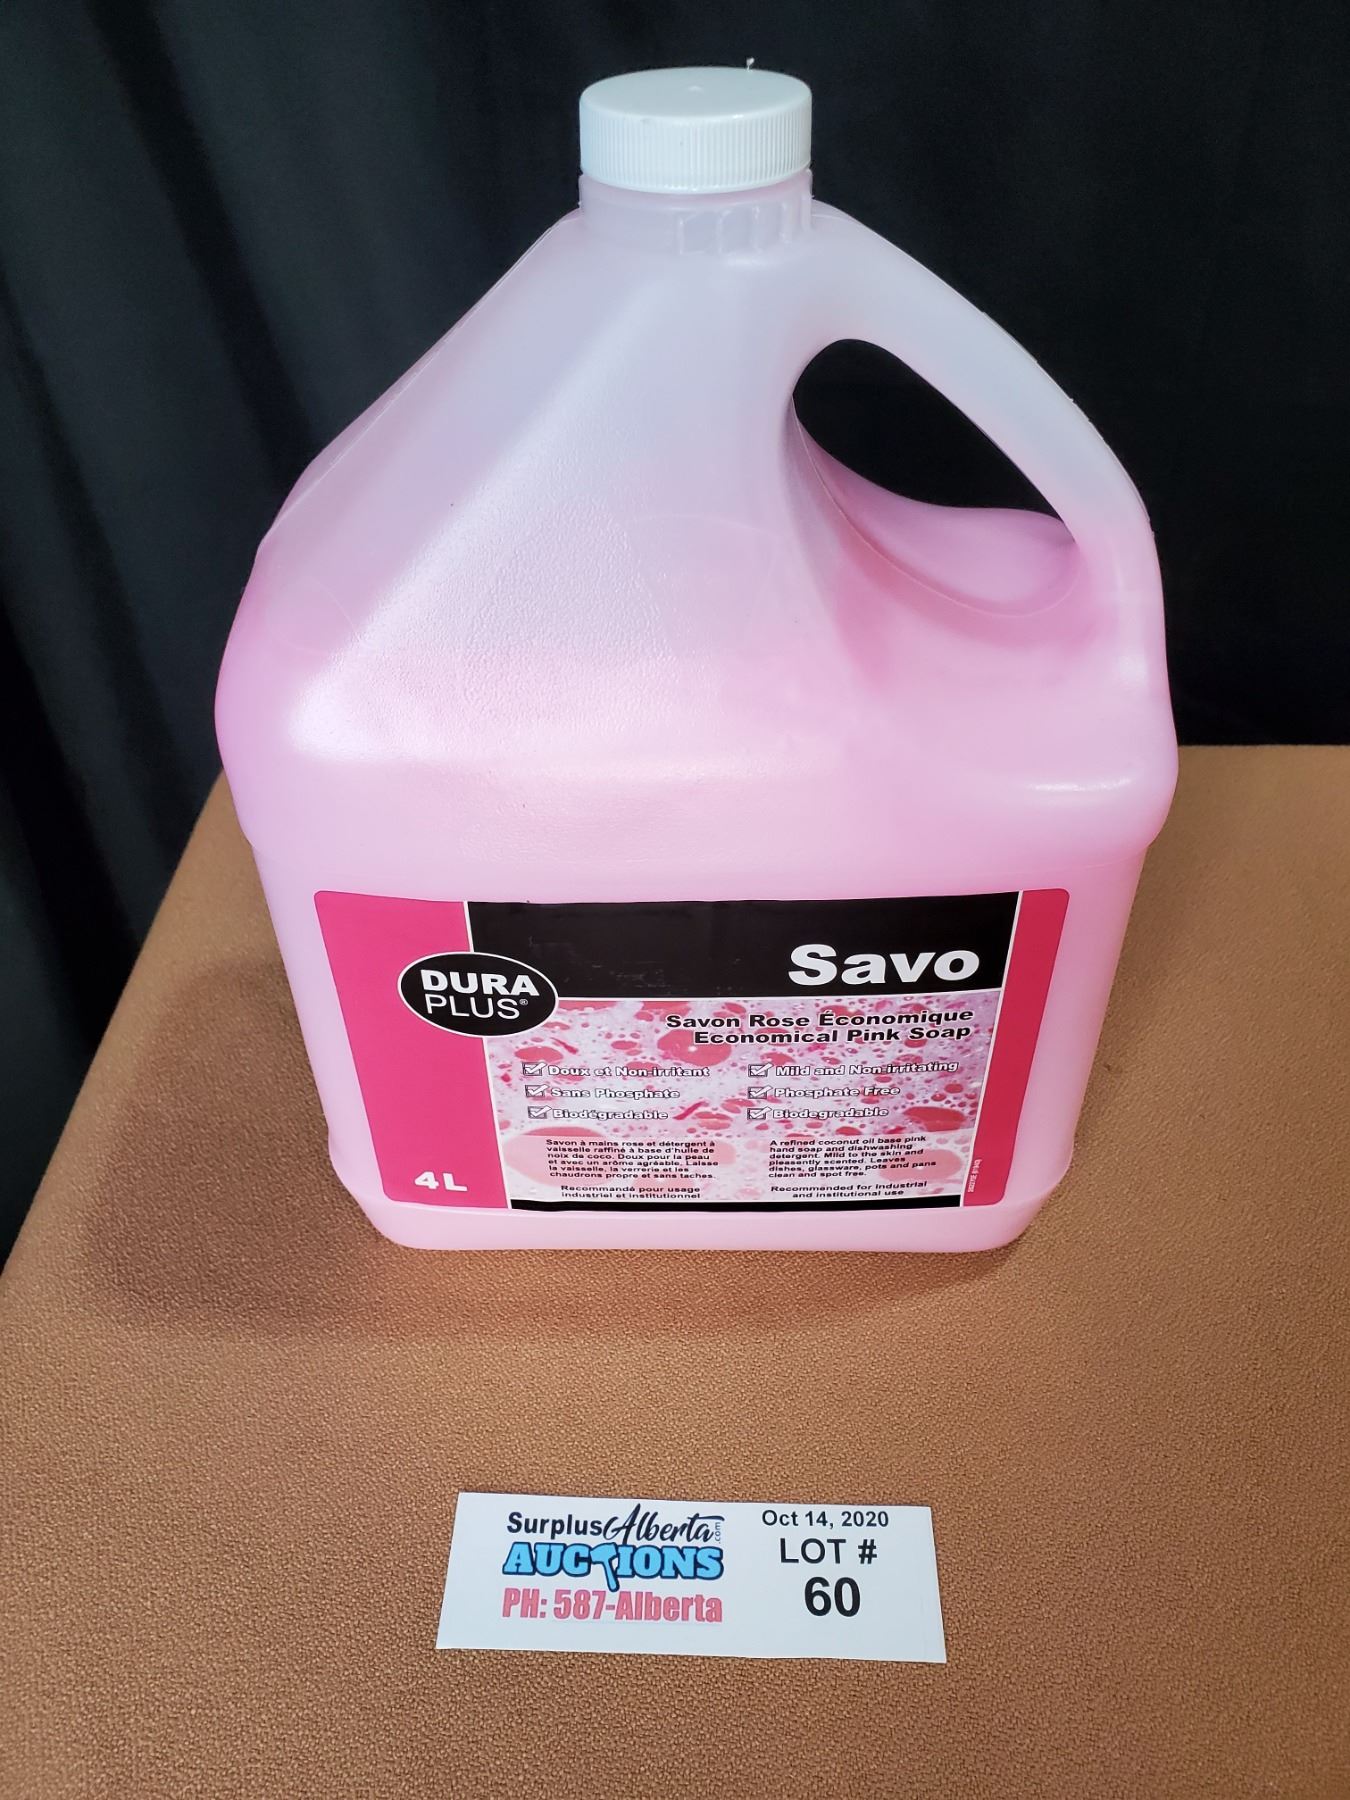 Savo
DURA
PLUS®
Savon Rose Économique
Economical Pink Soap
Doux et Non-irritant
Sans Phosphate
Biodégradable
Mild and Non-irritating
Phosphate Free
Biodegradable
Savon à mains rose et détergent à
vaisselle raffiné à base d'huile de
noix de coco. Doux pour la peau
et avec un arôme agréable. Laisse
la vaisselle, la verrerie et les
chaudrons propre et sans taches.
Recommandé pour usage
industriel et institutionnel
A refined coconut oil base pink
hand soap and dishwashing
detergent. Mild to the skin and
pleasently scented. Leaves
dishes, glassware, pots and pans
clean and spot free.
Recommended for industrial
and institutional use
4L
SurplusAlberta.com
AUCTIONS
PH: 587-Alberta
Oct 14, 2020
LOT #
60